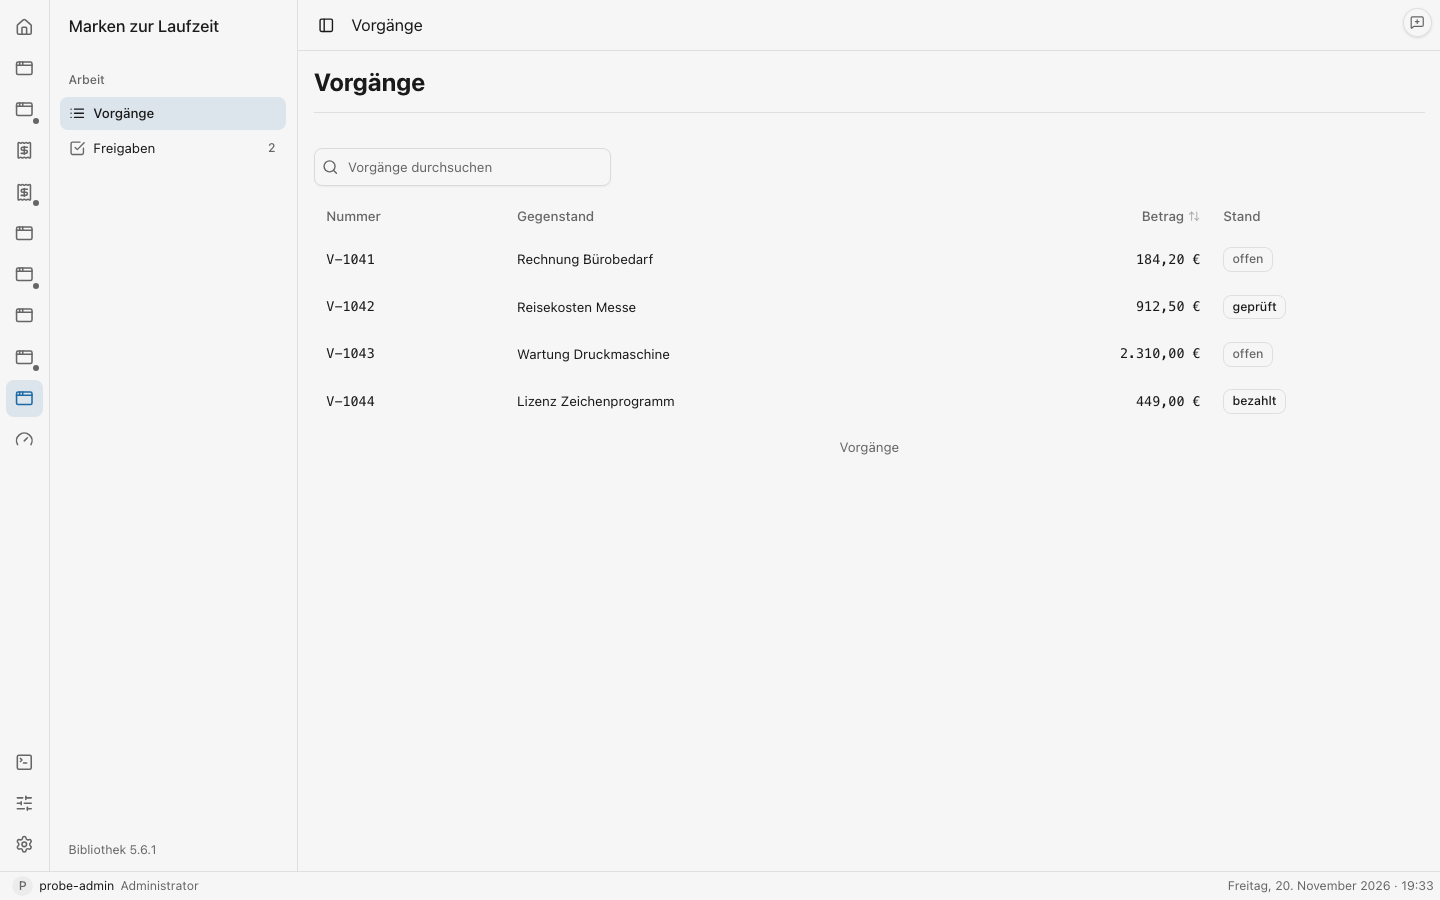 Marken zur Laufzeit
Arbeit
Vorgänge
Freigaben 2
Bibliothek 5.6.1
Vorgänge
Vorgänge
Vorgänge durchsuchen
Nummer Gegenstand Betrag Stand
V-1041 Rechnung Bürobedarf 184,20 € offen
V-1042 Reisekosten Messe 912,50 € geprüft
V-1043 Wartung Druckmaschine 2.310,00 € offen
V-1044 Lizenz Zeichenprogramm 449,00 € bezahlt
Vorgänge
P probe-admin Administrator
Freitag, 20. November 2026 · 19:33